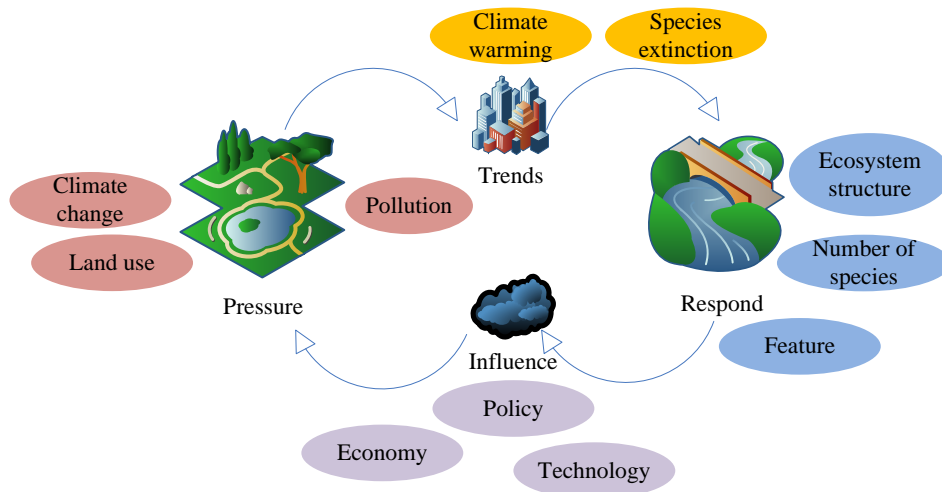 Climate
warming
Species
extinction
Trends
Climate
change
Land use
Pollution
Pressure
Ecosystem
structure
Number of
species
Respond
Feature
Influence
Policy
Economy
Technology